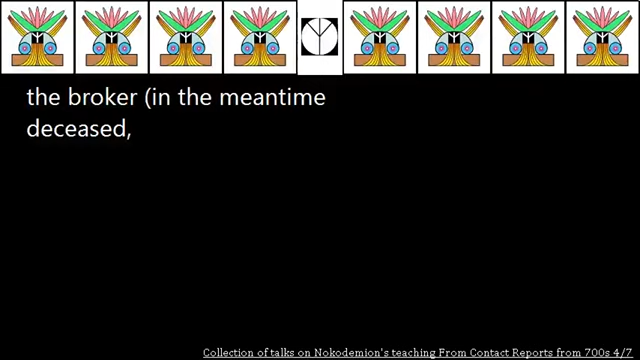 the broker (in the meantime
deceased,
Collection of talks on Nokodemion's teaching From Contact Reports from 700s 4/7